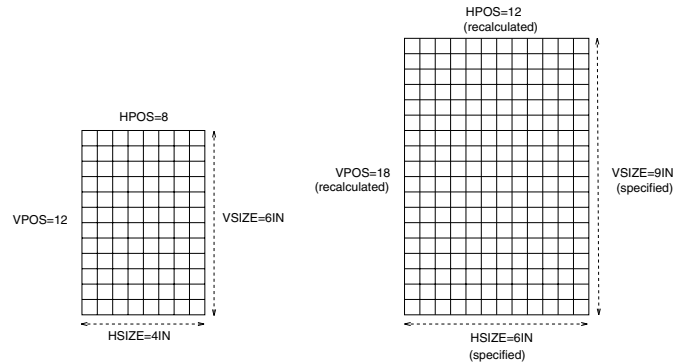 HPOS=8
VPOS=12
VSIZE=6IN
HSIZE=4IN
HPOS=12
(recalculated)
VPOS=18
(recalculated)
VSIZE=9IN
(specified)
HSIZE=6IN
(specified)